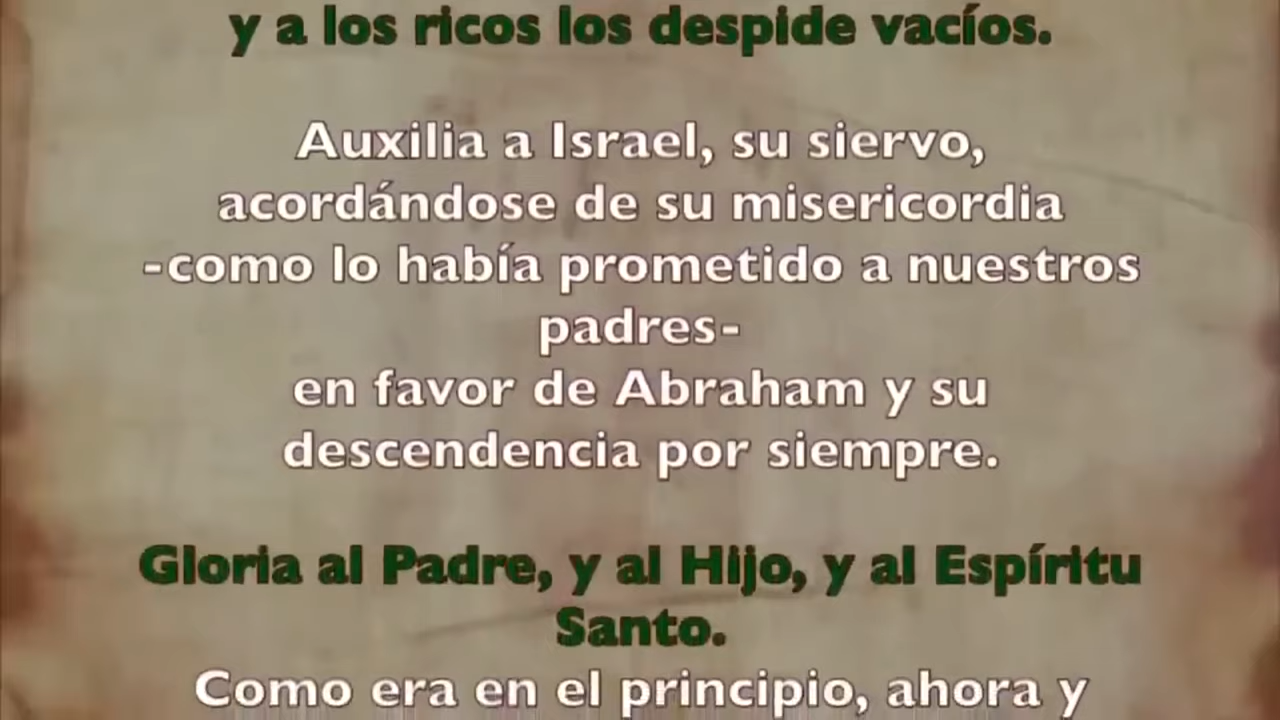 y a los ricos los despide vacíos.
Auxilia a Israel, su siervo,
acordándose de su misericordia
-como lo había prometido a nuestros
padres-
en favor de Abraham y su
descendencia por siempre.
Gloria al Padre, y al Hijo, y al Espíritu
Santo.
Como era en el principio, ahora y